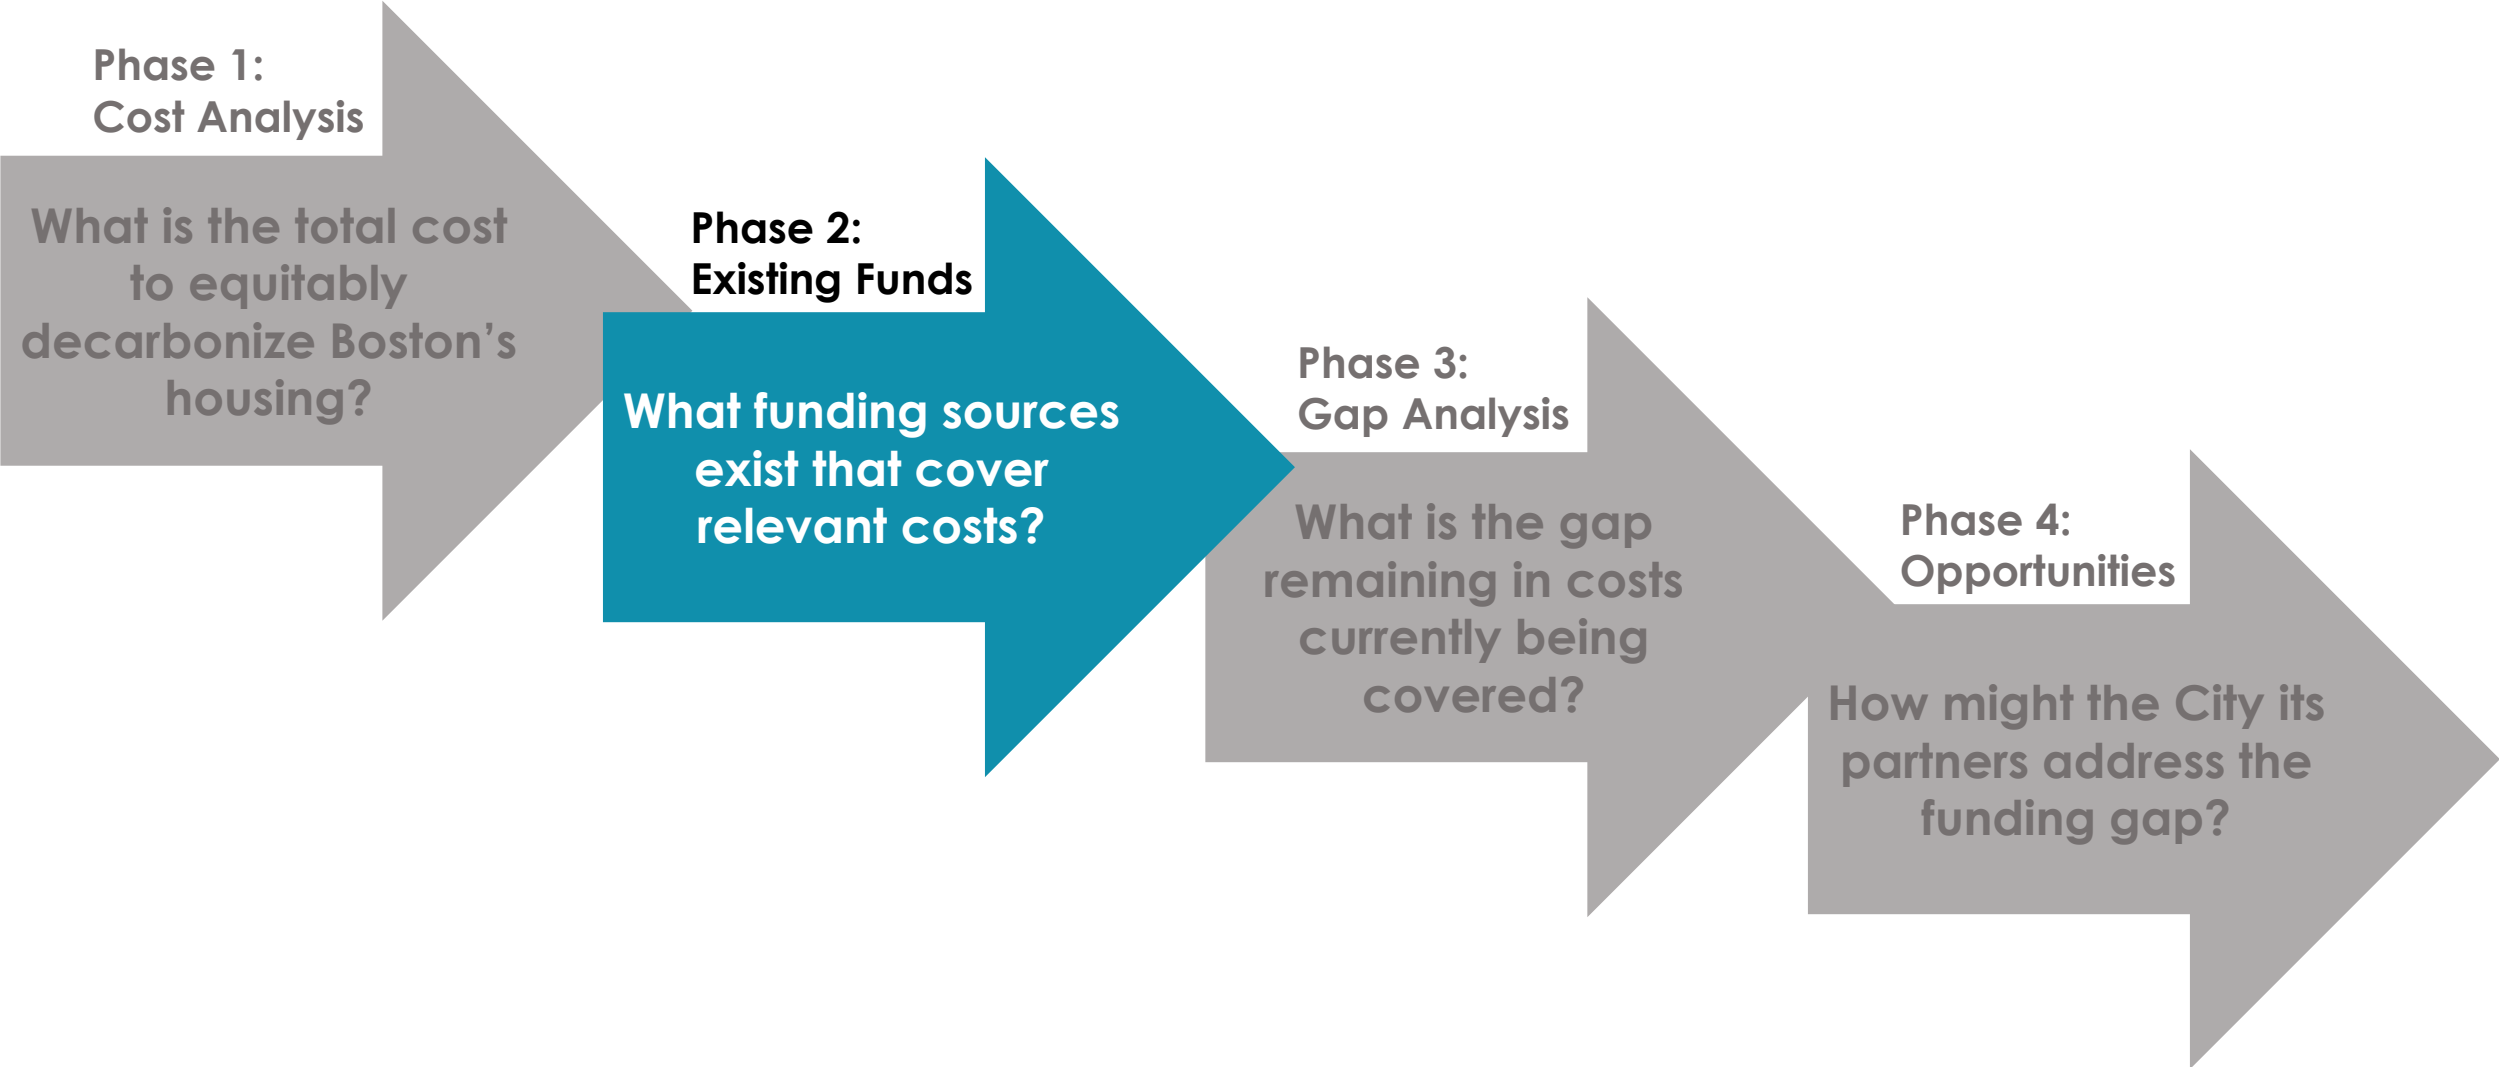 Phase 1:
Cost Analysis
What is the total cost
to equitably
decarbonize Boston’s
housing?
Phase 2:
Existing Funds
What funding sources
exist that cover
relevant costs?
Phase 3:
Gap Analysis
What is the gap
remaining in costs
currently being
covered?
Phase 4:
Opportunities
How might the City its
partners address the
funding gap?